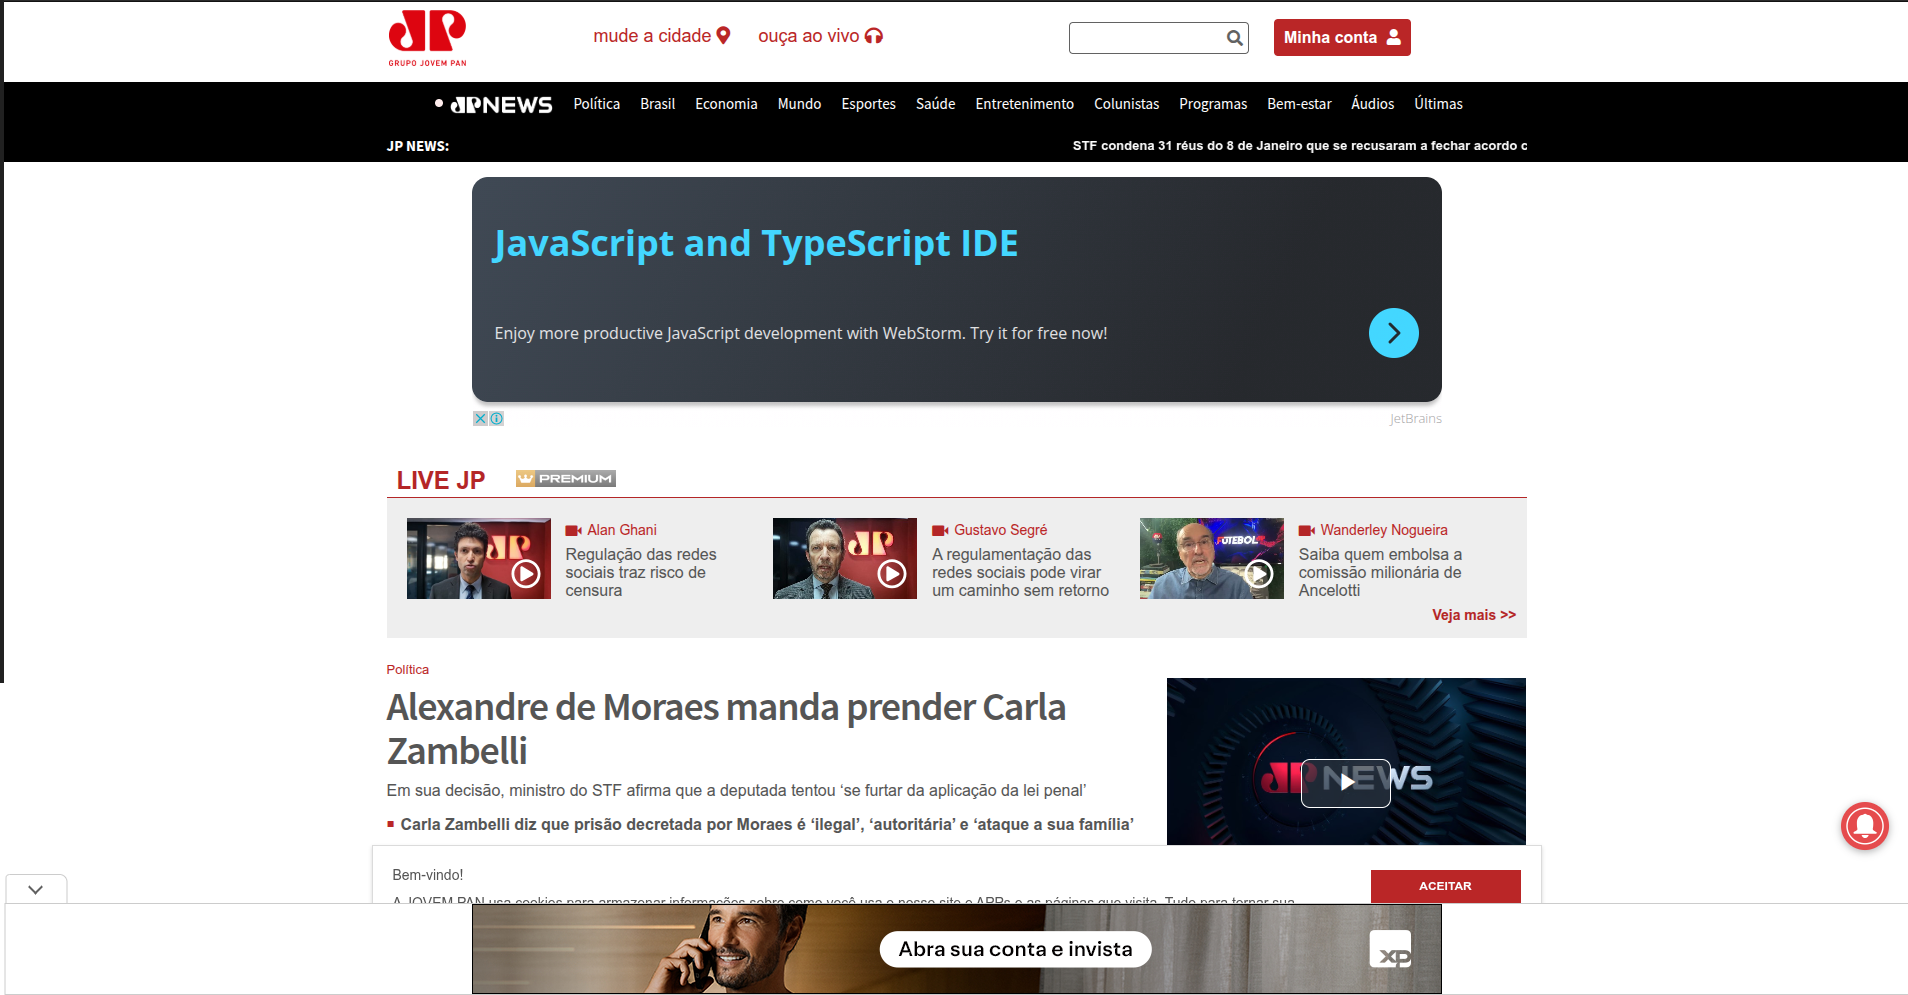 JP
GRUPO JOVEM PAN
mude a cidade
ouça ao vivo
Minha conta
JPNEWS
Política
Brasil
Economia
Mundo
Esportes
Saúde
Entretenimento
Colunistas
Programas
Bem-estar
Áudios
Últimas
JP NEWS:
STF condena 31 réus do 8 de Janeiro que se recusaram a fechar acordo c
JavaScript and TypeScript IDE
Enjoy more productive JavaScript development with WebStorm. Try it for free now!
JetBrains
LIVE JP
PREMIUM
JP
Alan Ghani
Regulação das redes
sociais traz risco de
censura
JP
Gustavo Segré
A regulamentação das
redes sociais pode virar
um caminho sem retorno
FUTEBOL
Wanderley Nogueira
Saiba quem embolsa a
comissão milionária de
Ancelotti
Veja mais >>
Política
Alexandre de Moraes manda prender Carla
Zambelli
Em sua decisão, ministro do STF afirma que a deputada tentou ‘se furtar da aplicação da lei penal’
Carla Zambelli diz que prisão decretada por Moraes é ‘ilegal’, ‘autoritária’ e ‘ataque a sua família’
JP NEWS
Bem-vindo!
A JOVEM PAN usa cookies para armazenar informações sobre como você usa o nosso site e APPs e as páginas que visita. Tudo para tornar sua
ACEITAR
Abra sua conta e invista
xp